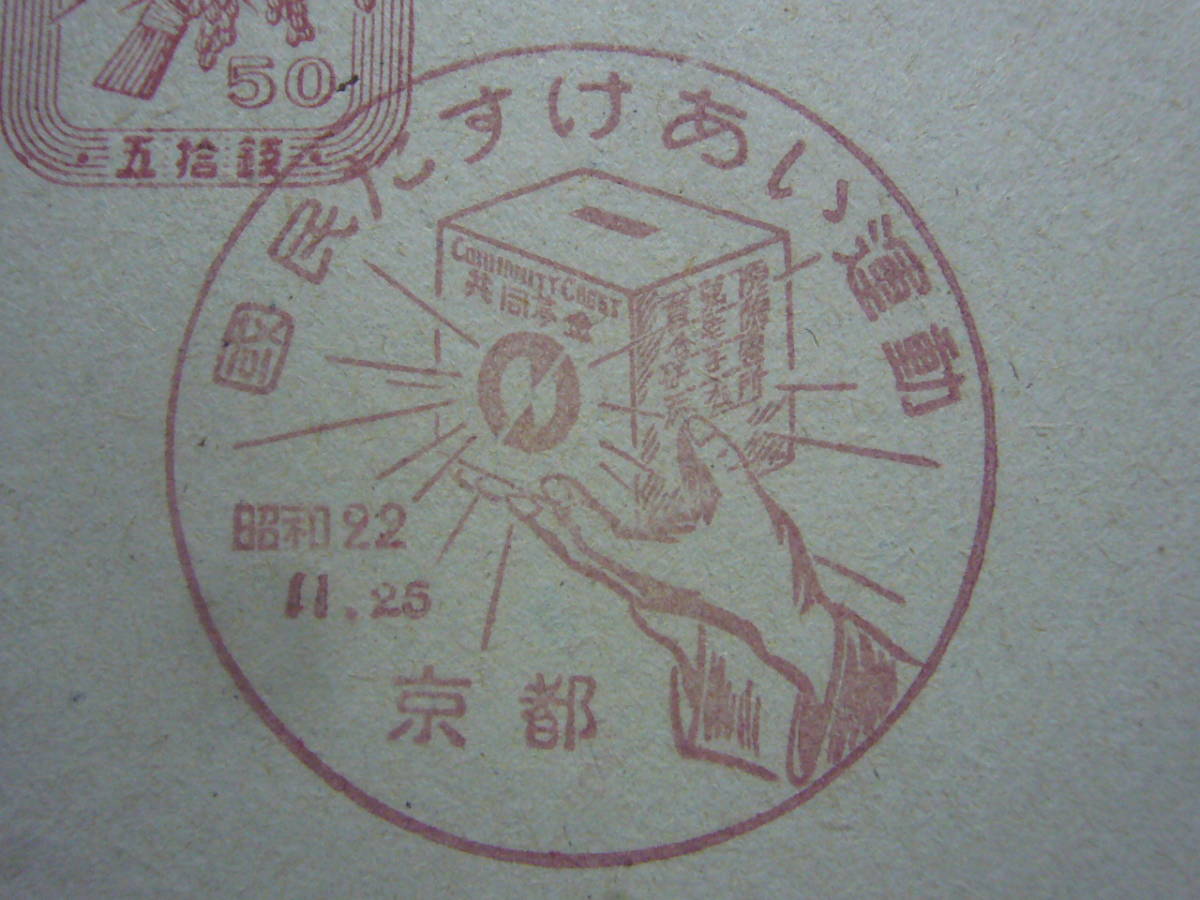 50
五拾銭
國民たすけあい運動
COMMUNITY CHEST
共同募金
昭和22
11.25
京都